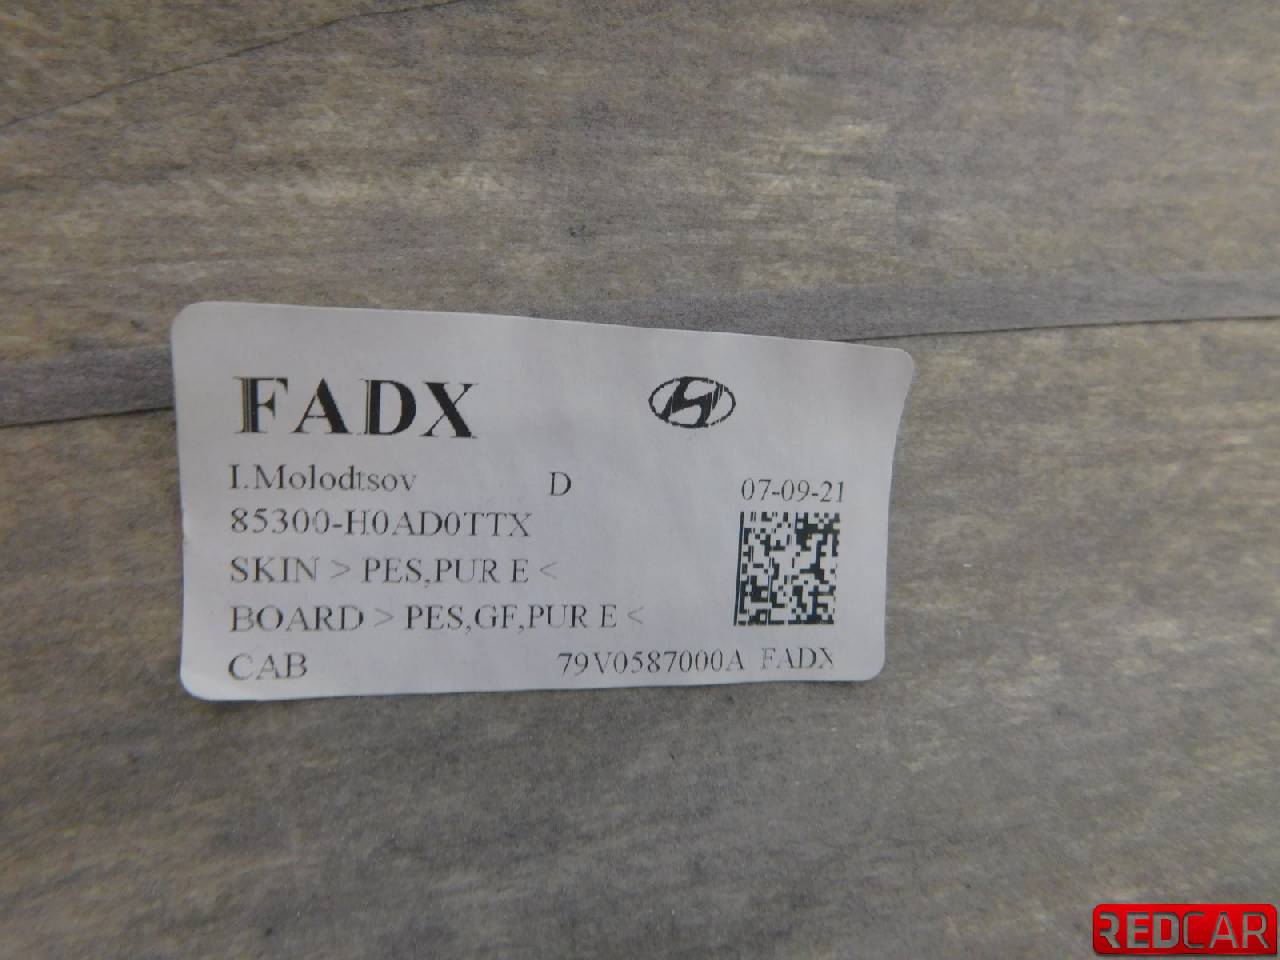 FADX
I.Molodtsov D 07-09-21
85300-H0AD0TTX
SKIN > PES,PUR E <
BOARD > PES,GF,PUR E <
CAB 79V0587000A FADX
REDCAR